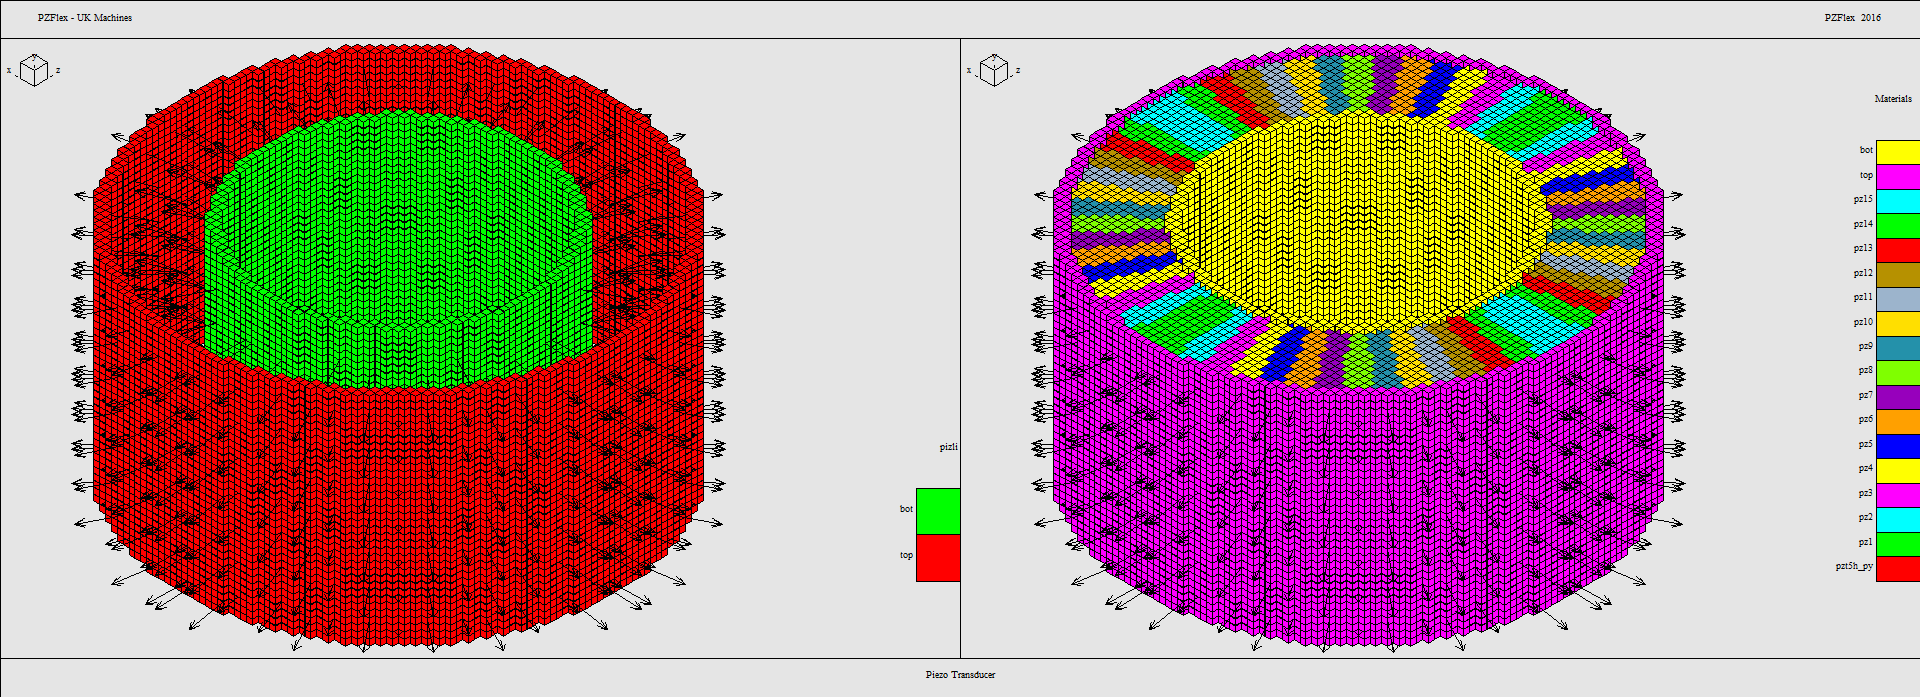 PZFlex - UK Machines
PZFlex 2016
x
y
z
pizli
bot
top
x
y
z
Materials
bot
top
pz15
pz14
pz13
pz12
pz11
pz10
pz9
pz8
pz7
pz6
pz5
pz4
pz3
pz2
pz1
pzt5h_py
Piezo Transducer